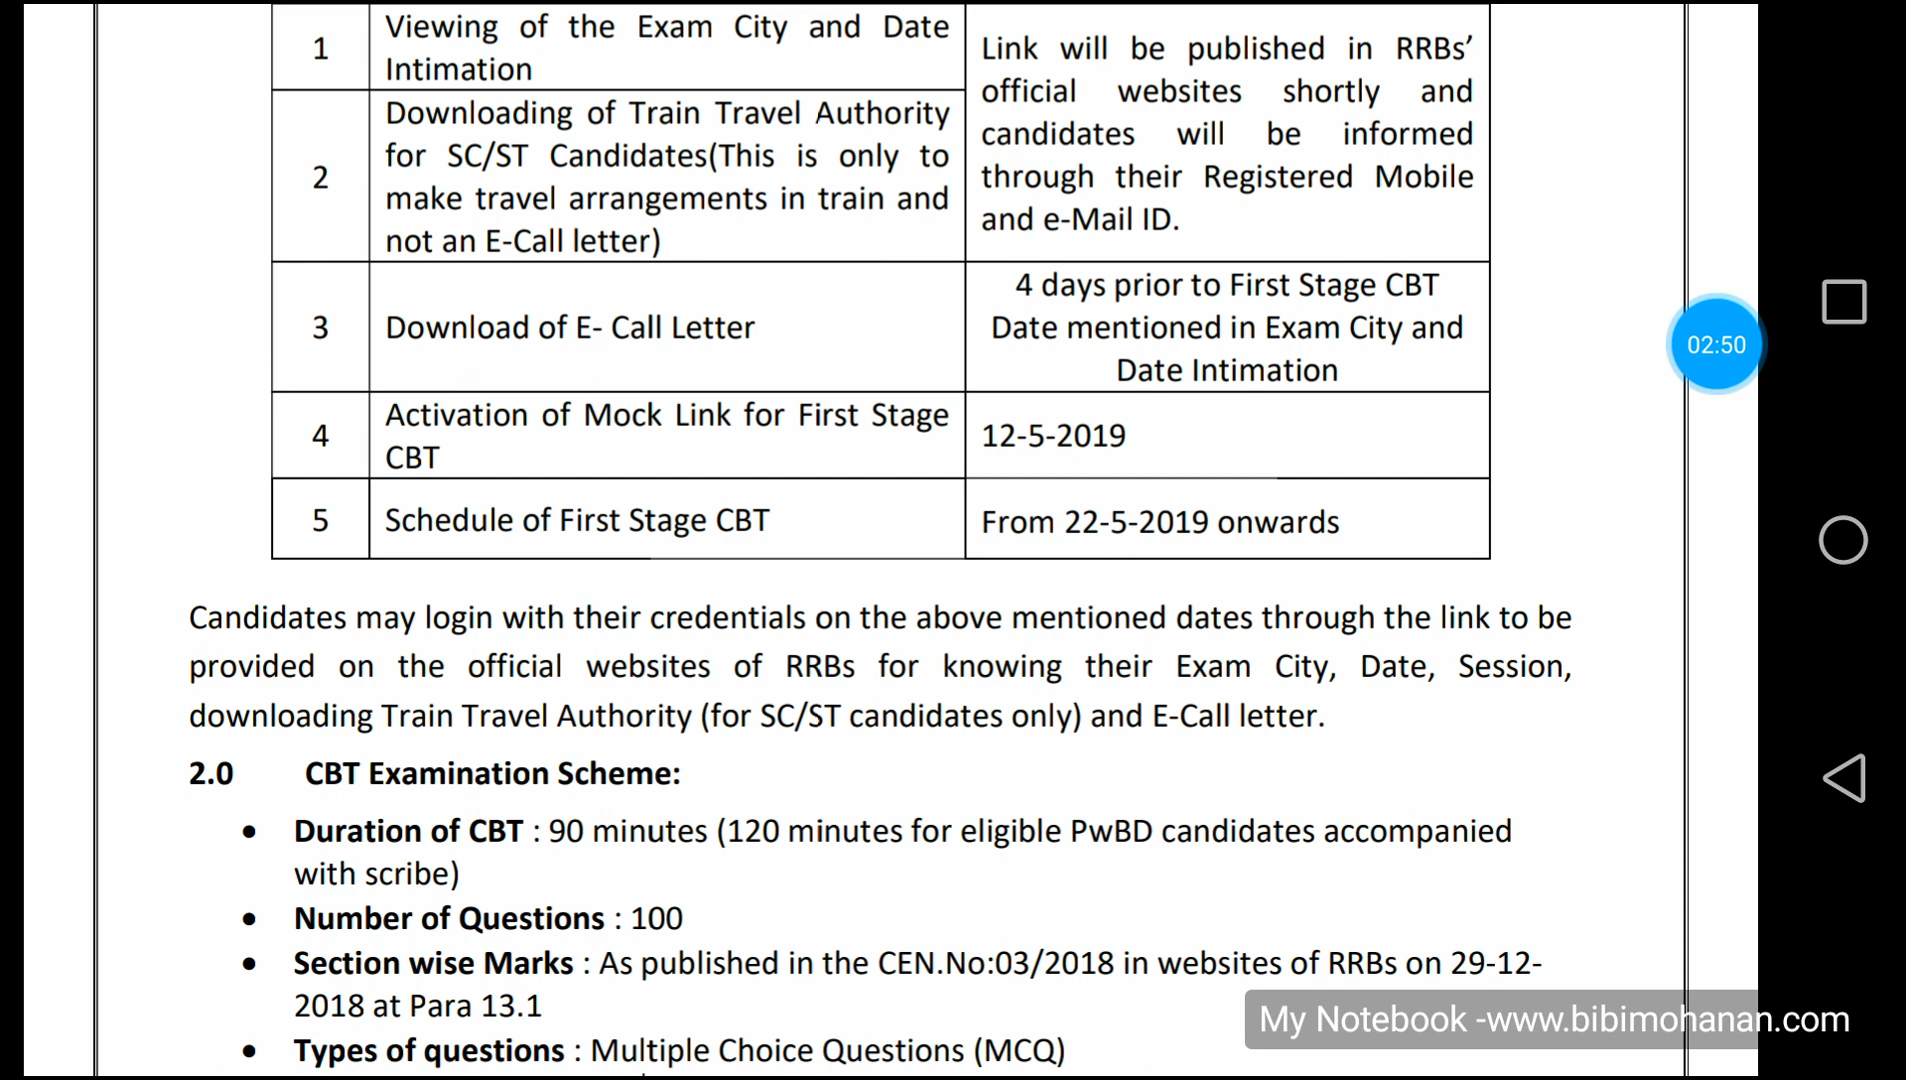 1
Viewing of the Exam City and Date
Intimation
Link will be published in RRBs’
official websites shortly and
candidates will be informed
through their Registered Mobile
and e-Mail ID.
2
Downloading of Train Travel Authority
for SC/ST Candidates(This is only to
make travel arrangements in train and
not an E-Call letter)
3
Download of E- Call Letter
4 days prior to First Stage CBT
Date mentioned in Exam City and
Date Intimation
4
Activation of Mock Link for First Stage
CBT
12-5-2019
5
Schedule of First Stage CBT
From 22-5-2019 onwards
02:50
Candidates may login with their credentials on the above mentioned dates through the link to be
provided on the official websites of RRBs for knowing their Exam City, Date, Session,
downloading Train Travel Authority (for SC/ST candidates only) and E-Call letter.
2.0 CBT Examination Scheme:
• Duration of CBT : 90 minutes (120 minutes for eligible PwBD candidates accompanied
with scribe)
• Number of Questions : 100
• Section wise Marks : As published in the CEN.No:03/2018 in websites of RRBs on 29-12-
2018 at Para 13.1
• Types of questions : Multiple Choice Questions (MCQ)
My Notebook -www.bibimohanan.com